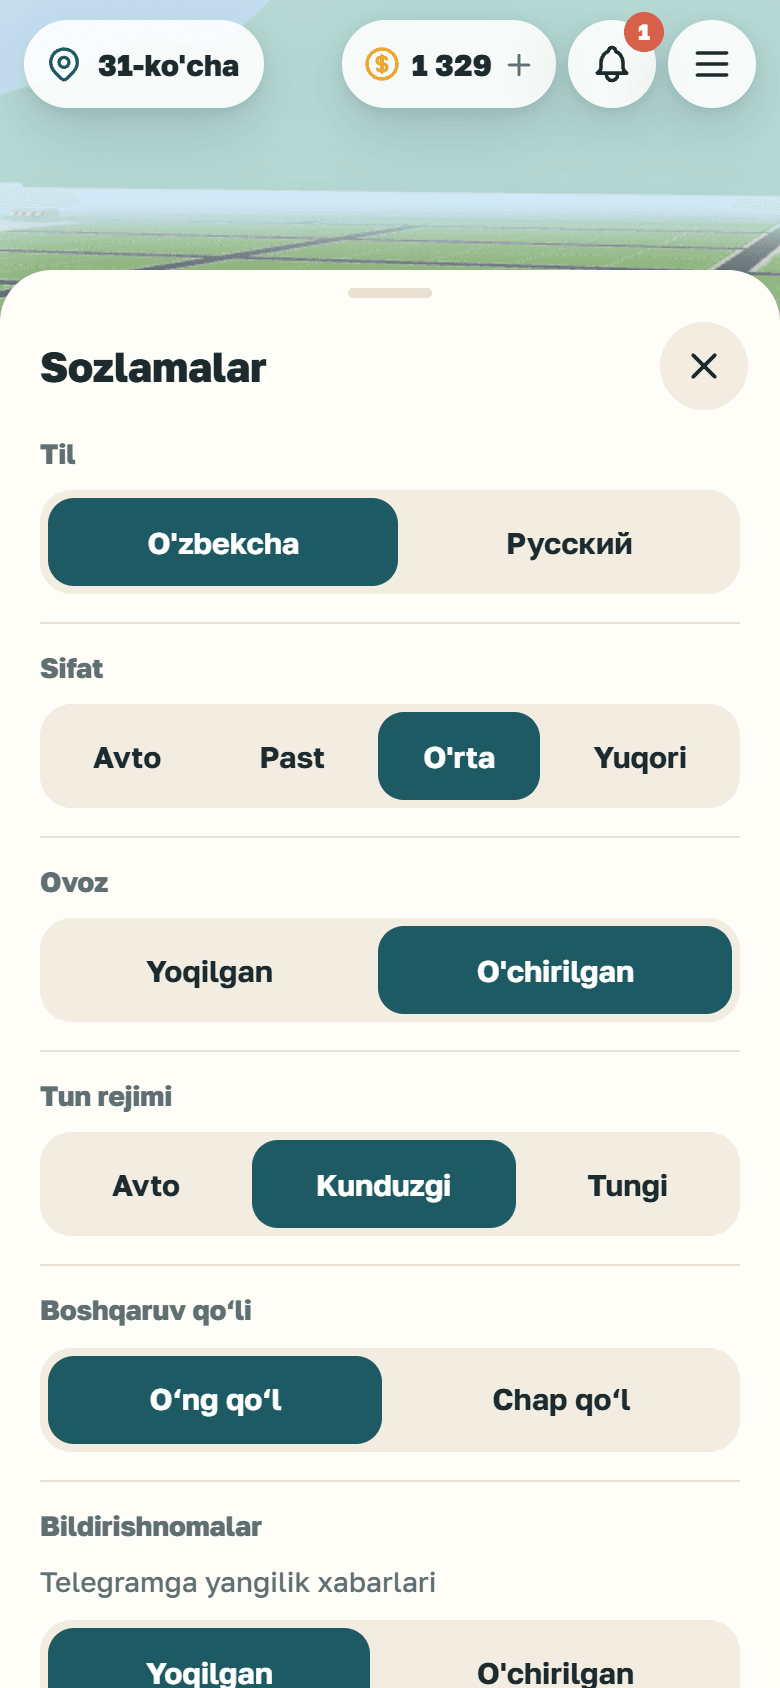 31-ko'cha
1 329
1
Sozlamalar
Til
O'zbekcha
Русский
Sifat
Avto
Past
O'rta
Yuqori
Ovoz
Yoqilgan
O'chirilgan
Tun rejimi
Avto
Kunduzgi
Tungi
Boshqaruv qo‘li
O‘ng qo‘l
Chap qo‘l
Bildirishnomalar
Telegramga yangilik xabarlari
Yoqilgan
O'chirilgan